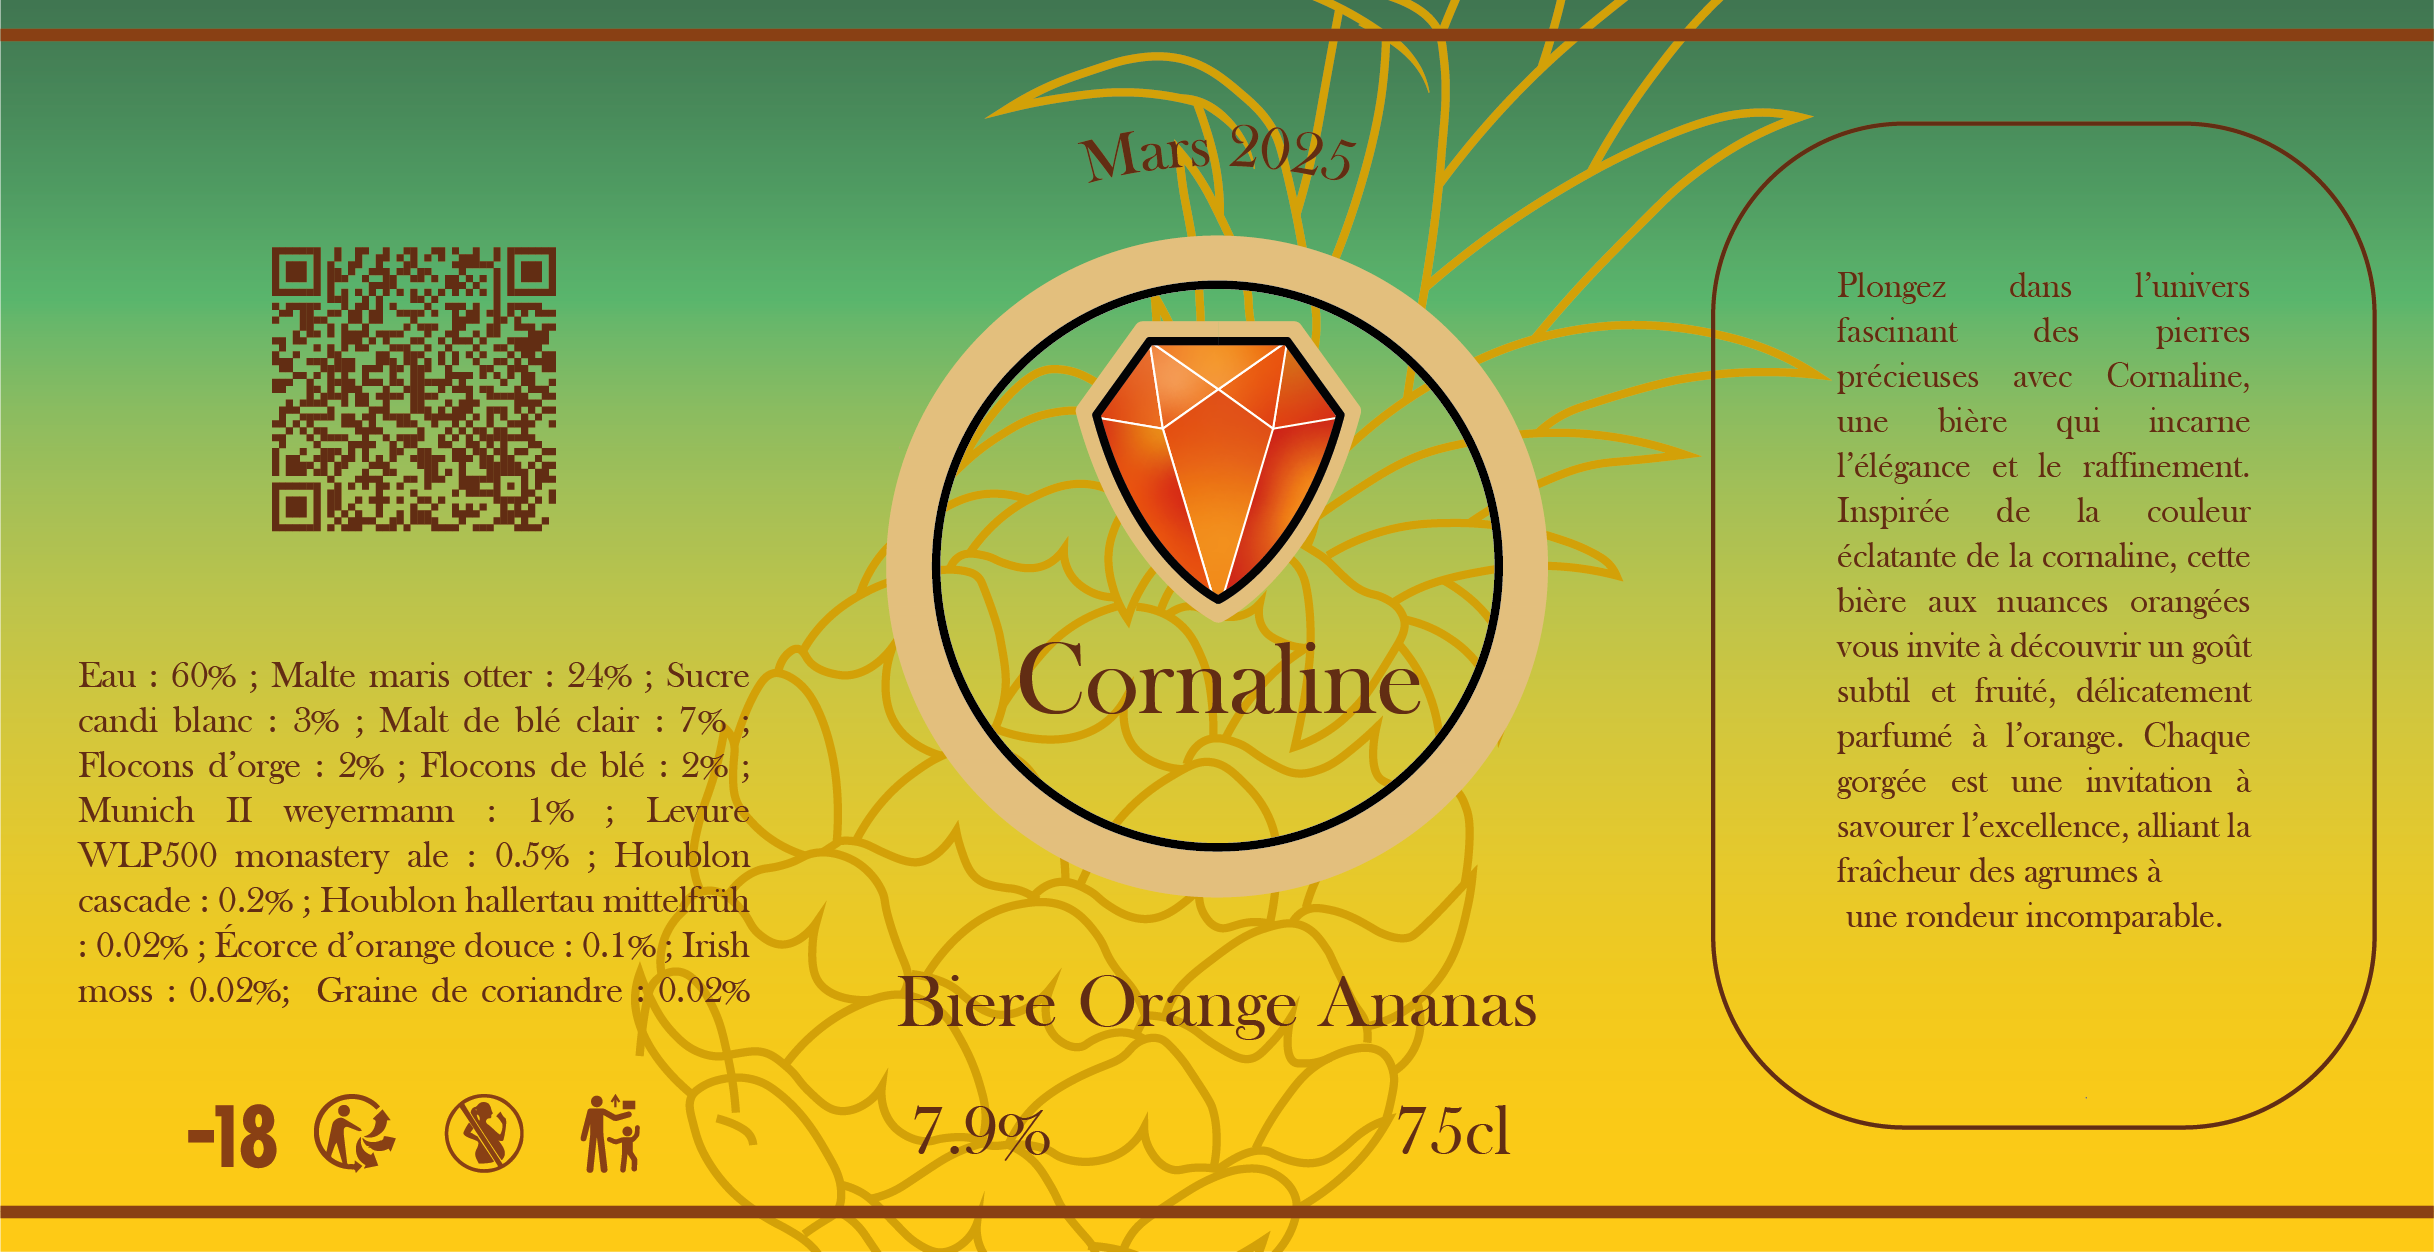 Mars 2025
Cornaline
Biere Orange Ananas
7.9%
75cl
Eau : 60% ; Malte maris otter : 24% ; Sucre
candi blanc : 3% ; Malt de blé clair : 7% ;
Flocons d’orge : 2% ; Flocons de blé : 2% ;
Munich II weyermann : 1% ; Levure
WLP500 monastery ale : 0.5% ; Houblon
cascade : 0.2% ; Houblon hallertau mittelfrüh
: 0.02% ; Écorce d’orange douce : 0.1% ; Irish
moss : 0.02%; Graine de coriandre : 0.02%
-18
Plongez dans l’univers
fascinant des pierres
précieuses avec Cornaline,
une bière qui incarne
l’élégance et le raffinement.
Inspirée de la couleur
éclatante de la cornaline, cette
bière aux nuances orangées
vous invite à découvrir un goût
subtil et fruité, délicatement
parfumé à l’orange. Chaque
gorgée est une invitation à
savourer l’excellence, alliant la
fraîcheur des agrumes à
une rondeur incomparable.